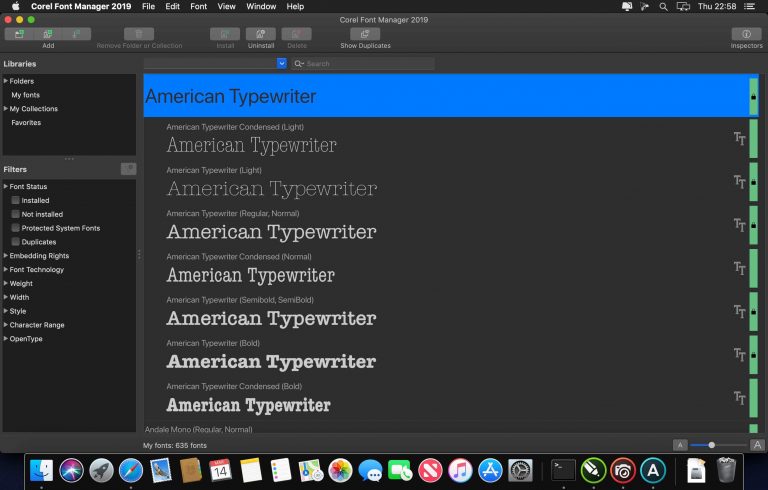 Corel Font Manager 2019 File Edit Font View Window Help Thu 22:58
Corel Font Manager 2019
Add Remove Folder or Collection Install Uninstall Delete Show Duplicates Inspectors
Libraries
Search
Folders
My fonts
My Collections
Favorites
Filters
Font Status
Installed
Not installed
Protected System Fonts
Duplicates
Embedding Rights
Font Technology
Weight
Width
Style
Character Range
OpenType
American Typewriter
American Typewriter Condensed (Light)
American Typewriter
American Typewriter (Light)
American Typewriter
American Typewriter (Regular, Normal)
American Typewriter
American Typewriter Condensed (Normal)
American Typewriter
American Typewriter (Semibold, SemiBold)
American Typewriter
American Typewriter (Bold)
American Typewriter
American Typewriter Condensed (Bold)
American Typewriter
Andale Mono (Regular, Normal)
My fonts: 635 fonts
A A
MAR
14